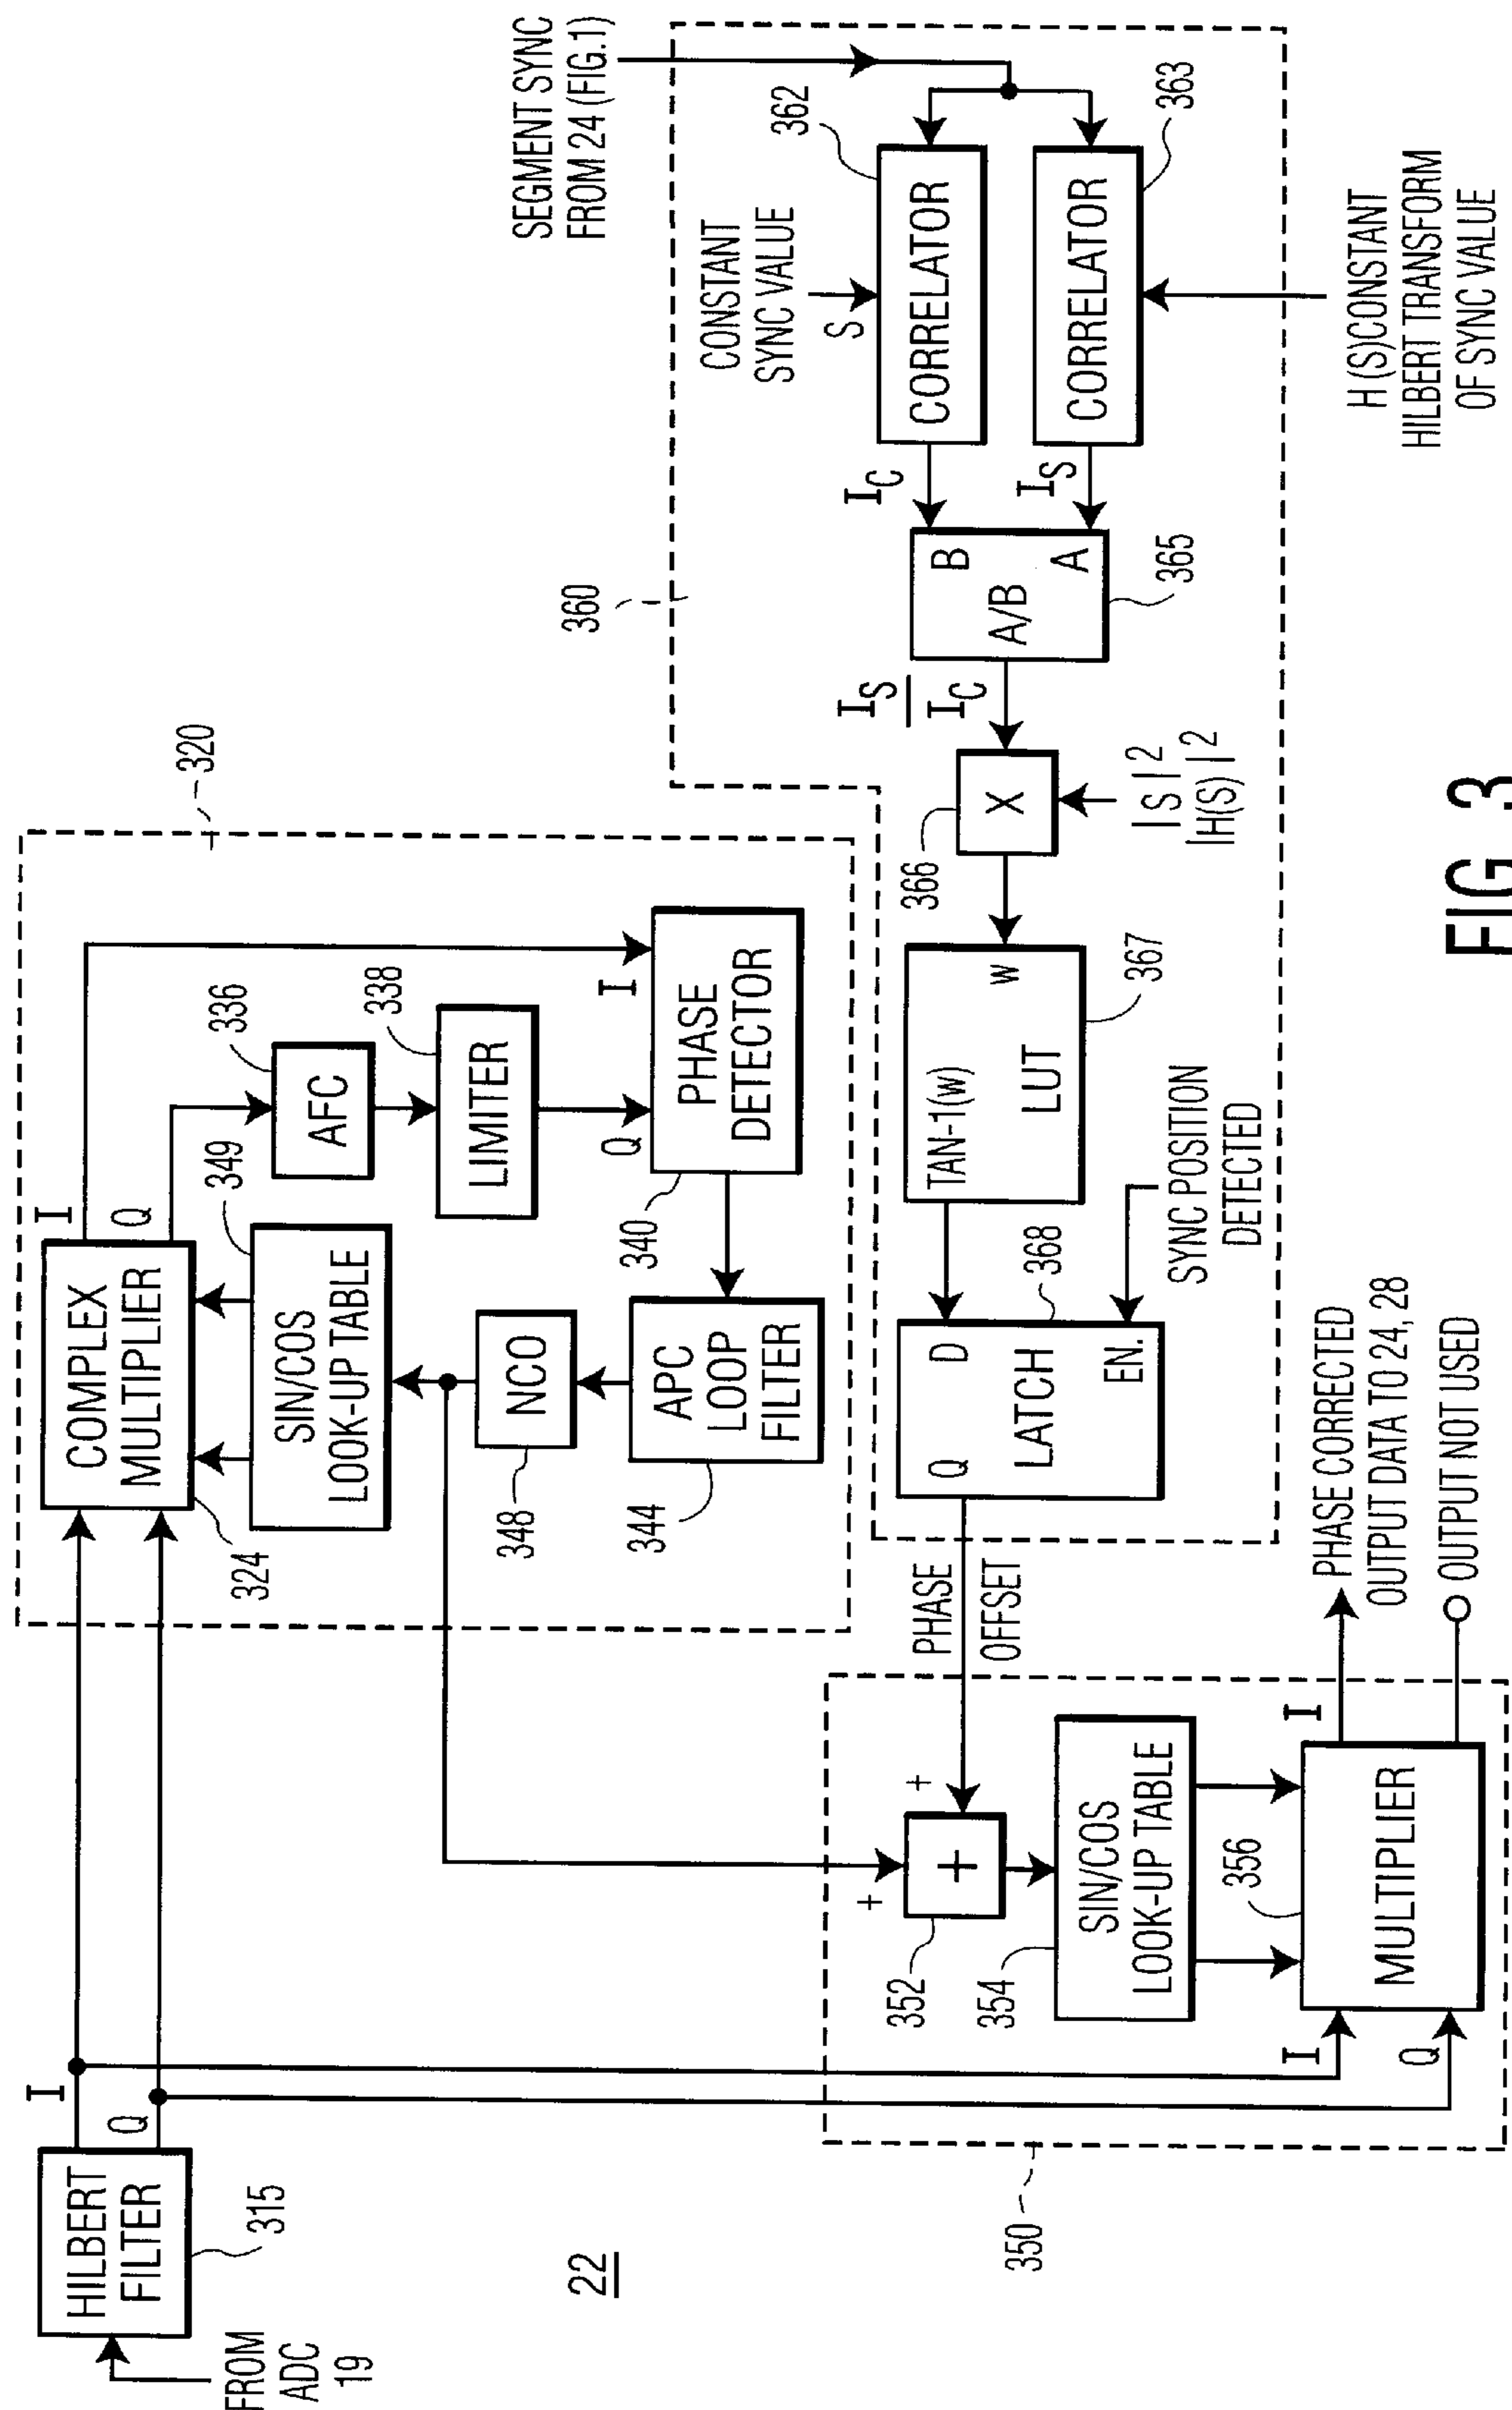 FROM
ADC
19
HILBERT
FILTER
315
I
Q
22
320
324
COMPLEX
MULTIPLIER
I
Q
349
SIN/COS
LOOK-UP TABLE
336
AFC
338
LIMITER
Q
I
PHASE
DETECTOR
340
348
NCO
344
APC
LOOP
FILTER
350
+
+
+
352
354
SIN/COS
LOOK-UP TABLE
356
MULTIPLIER
I
Q
I
PHASE CORRECTED
OUTPUT DATA TO 24, 28
OUTPUT NOT USED
PHASE
OFFSET
360
SEGMENT SYNC
FROM 24 (FIG.1)
CONSTANT
SYNC VALUE
S
362
CORRELATOR
363
CORRELATOR
H(S)CONSTANT
HILBERT TRANSFORM
OF SYNC VALUE
IC
IS
B
A/B
A
365
IS
IC
366
X
|S|2
|H(S)|2
TAN-1(W)
W
LUT
367
Q
D
LATCH
EN.
368
SYNC POSITION
DETECTED
FIG. 3